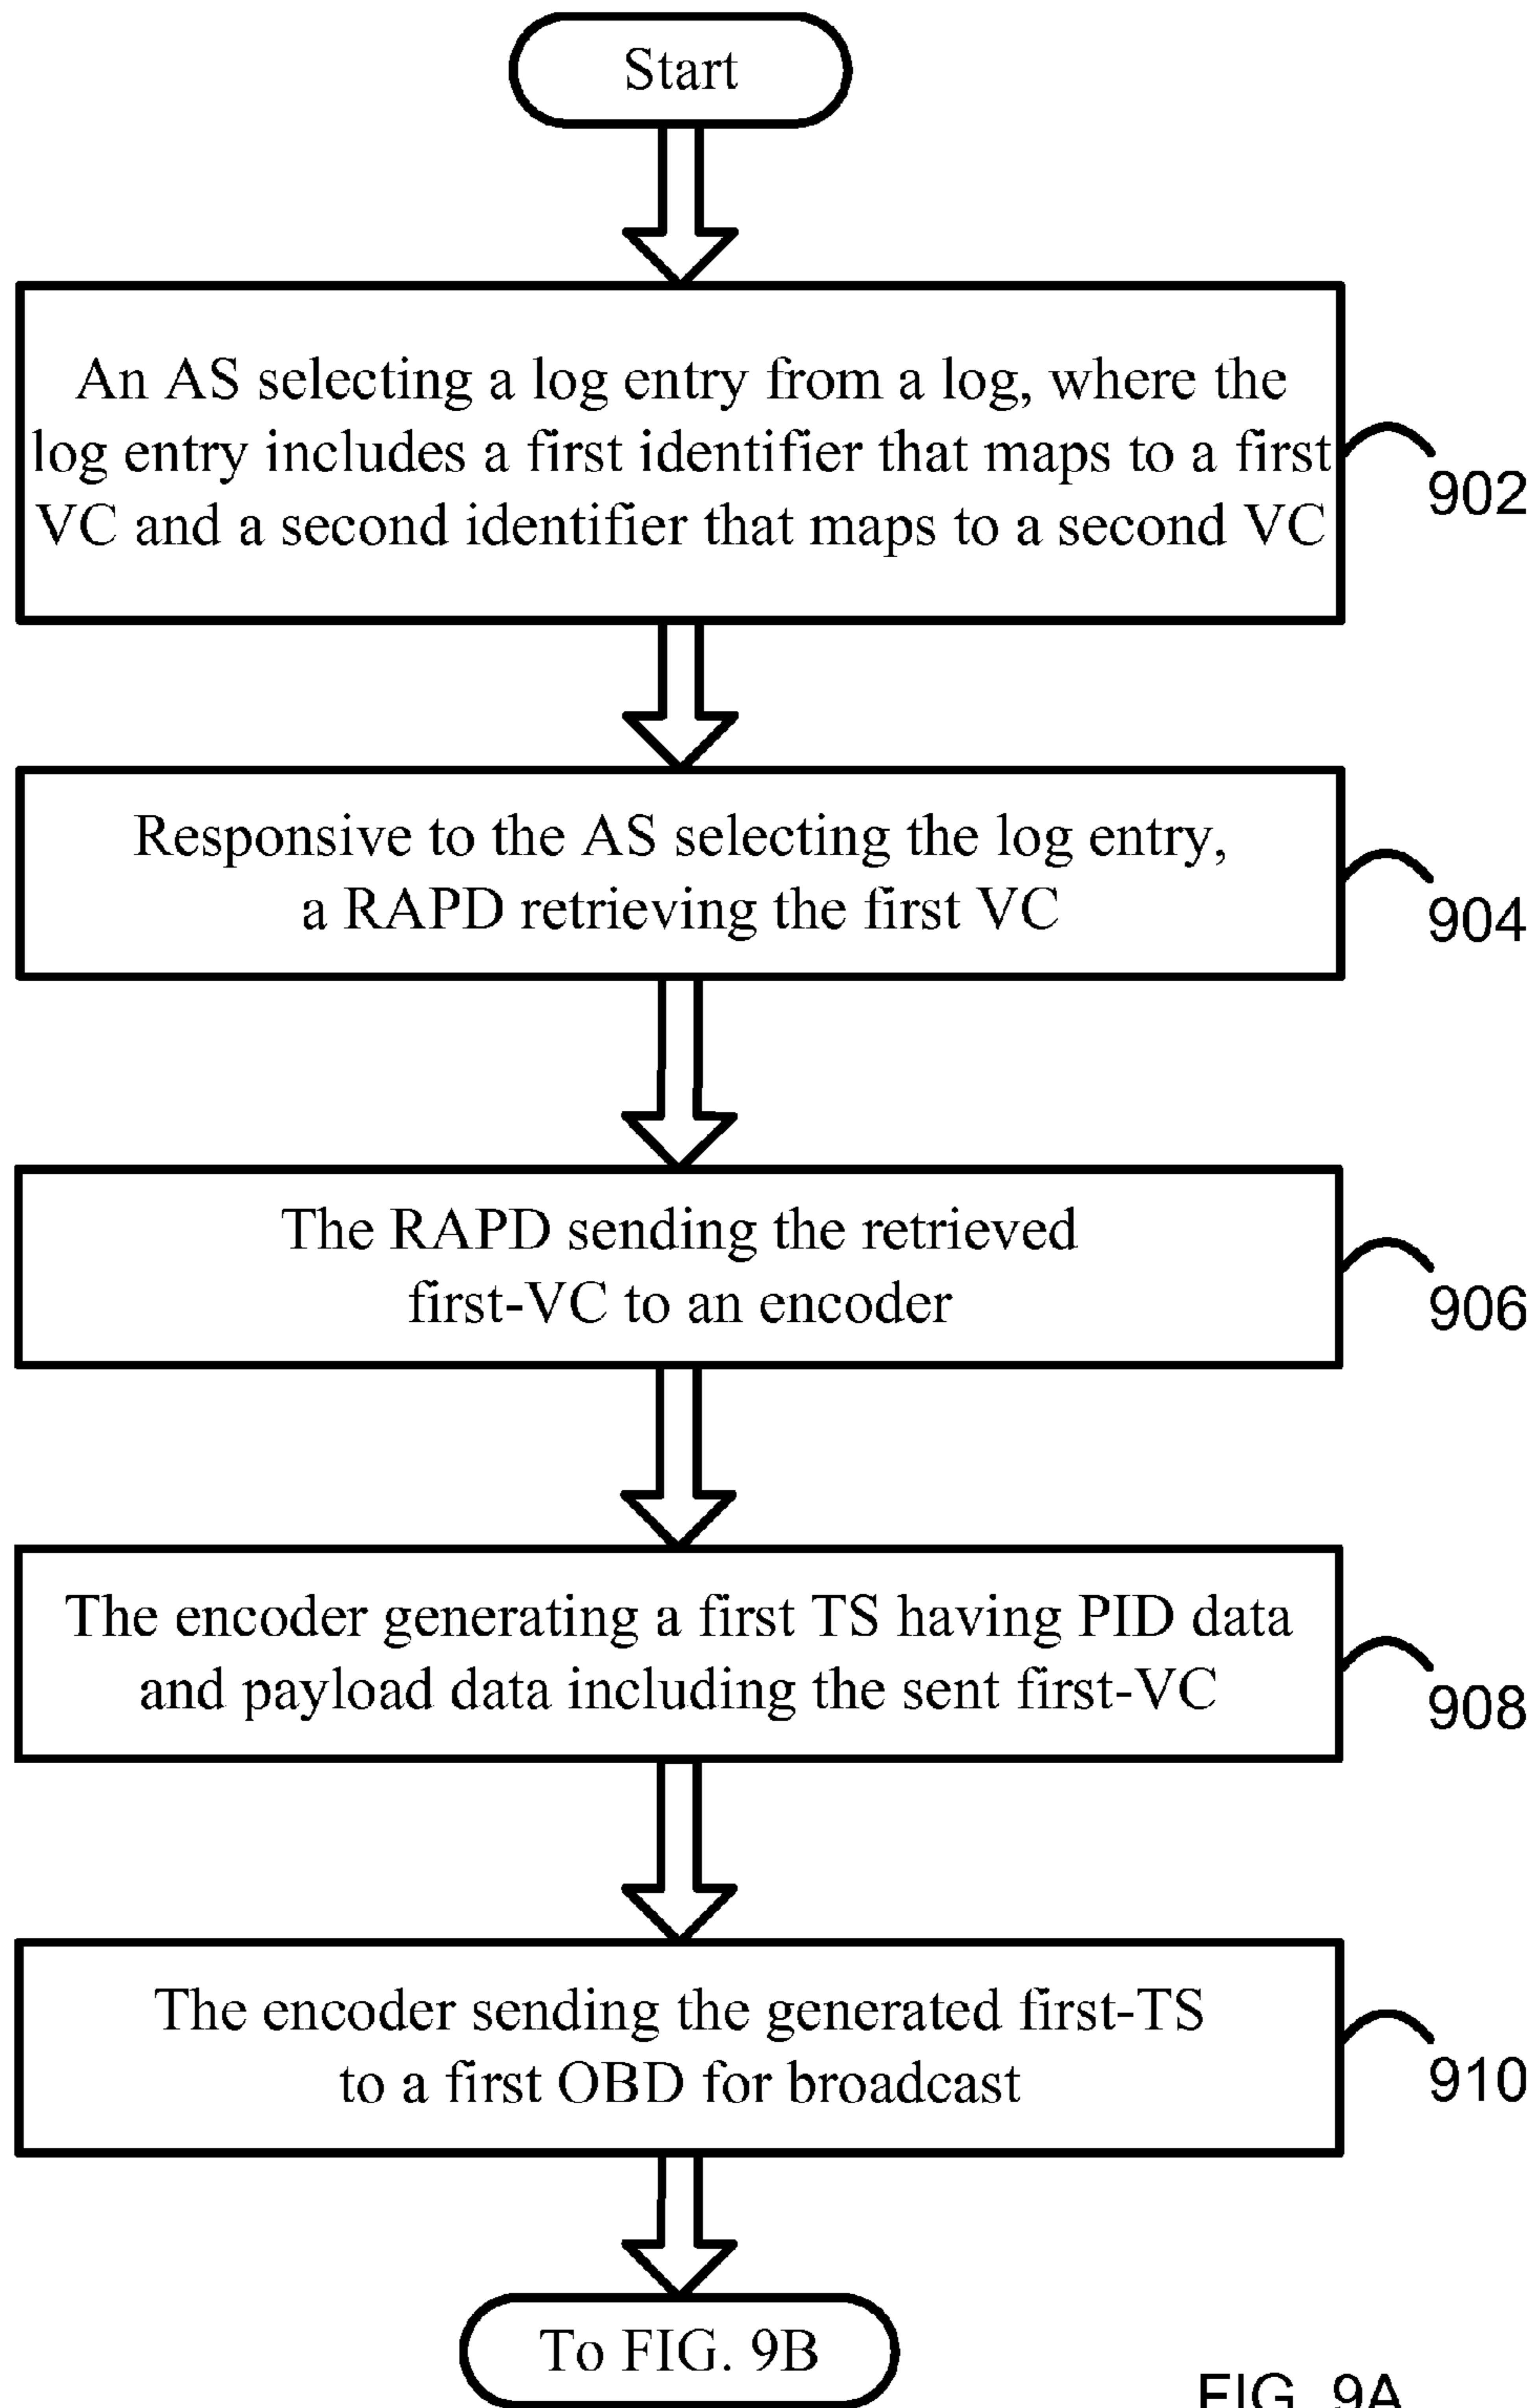 Start
An AS selecting a log entry from a log, where the
log entry includes a first identifier that maps to a first
VC and a second identifier that maps to a second VC
902
Responsive to the AS selecting the log entry,
a RAPD retrieving the first VC
904
The RAPD sending the retrieved
first-VC to an encoder
906
The encoder generating a first TS having PID data
and payload data including the sent first-VC
908
The encoder sending the generated first-TS
to a first OBD for broadcast
910
To FIG. 9B
FIG. 9A